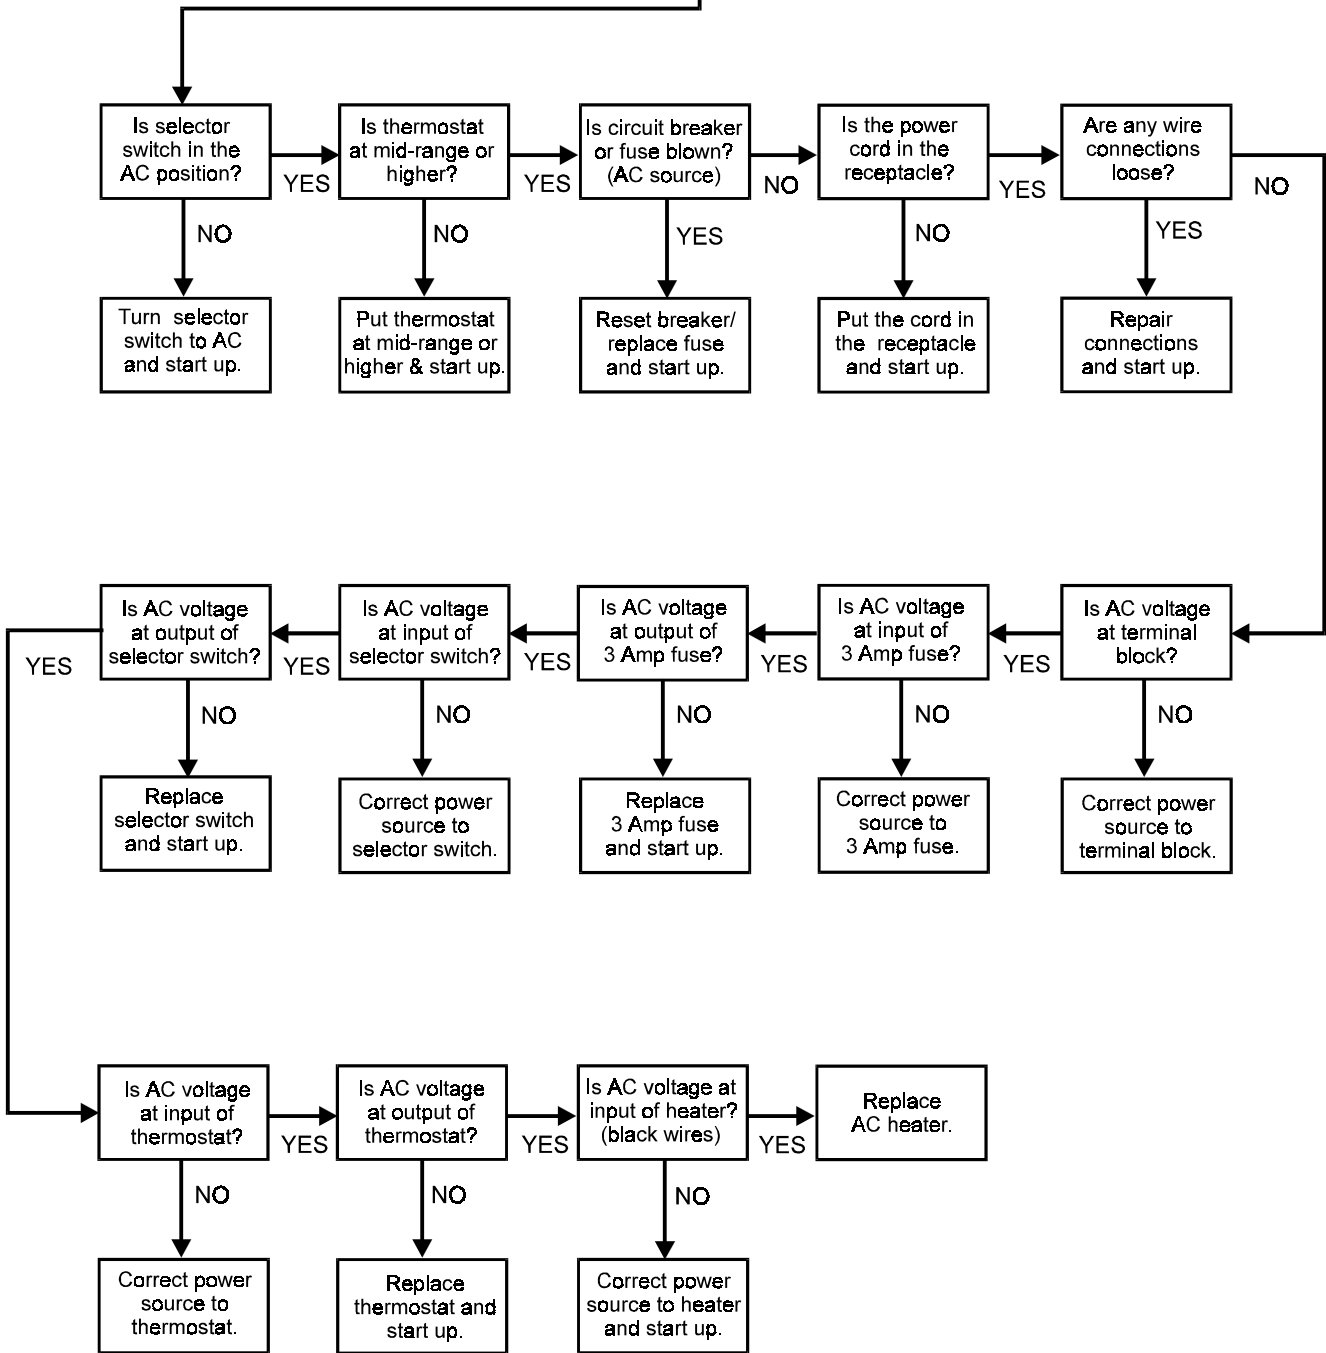 Is selector
switch in the
AC position?
YES
NO
Turn selector
switch to AC
and start up.
Is thermostat
at mid-range or
higher?
YES
NO
Put thermostat
at mid-range or
higher & start up.
Is circuit breaker
or fuse blown?
(AC source)
NO
YES
Reset breaker/
replace fuse
and start up.
Is the power
cord in the
receptacle?
YES
NO
Put the cord in
the receptacle
and start up.
Are any wire
connections
loose?
NO
YES
Repair
connections
and start up.
Is AC voltage
at terminal
block?
YES
NO
Correct power
source to
terminal block.
Is AC voltage
at input of
3 Amp fuse?
YES
NO
Correct power
source to
3 Amp fuse.
Is AC voltage
at output of
3 Amp fuse?
YES
NO
Replace
3 Amp fuse
and start up.
Is AC voltage
at input of
selector switch?
YES
NO
Correct power
source to
selector switch.
Is AC voltage
at output of
selector switch?
YES
NO
Replace
selector switch
and start up.
Is AC voltage
at input of
thermostat?
YES
NO
Correct power
source to
thermostat.
Is AC voltage
at output of
thermostat?
YES
NO
Replace
thermostat and
start up.
Is AC voltage at
input of heater?
(black wires)
YES
NO
Correct power
source to heater
and start up.
Replace
AC heater.